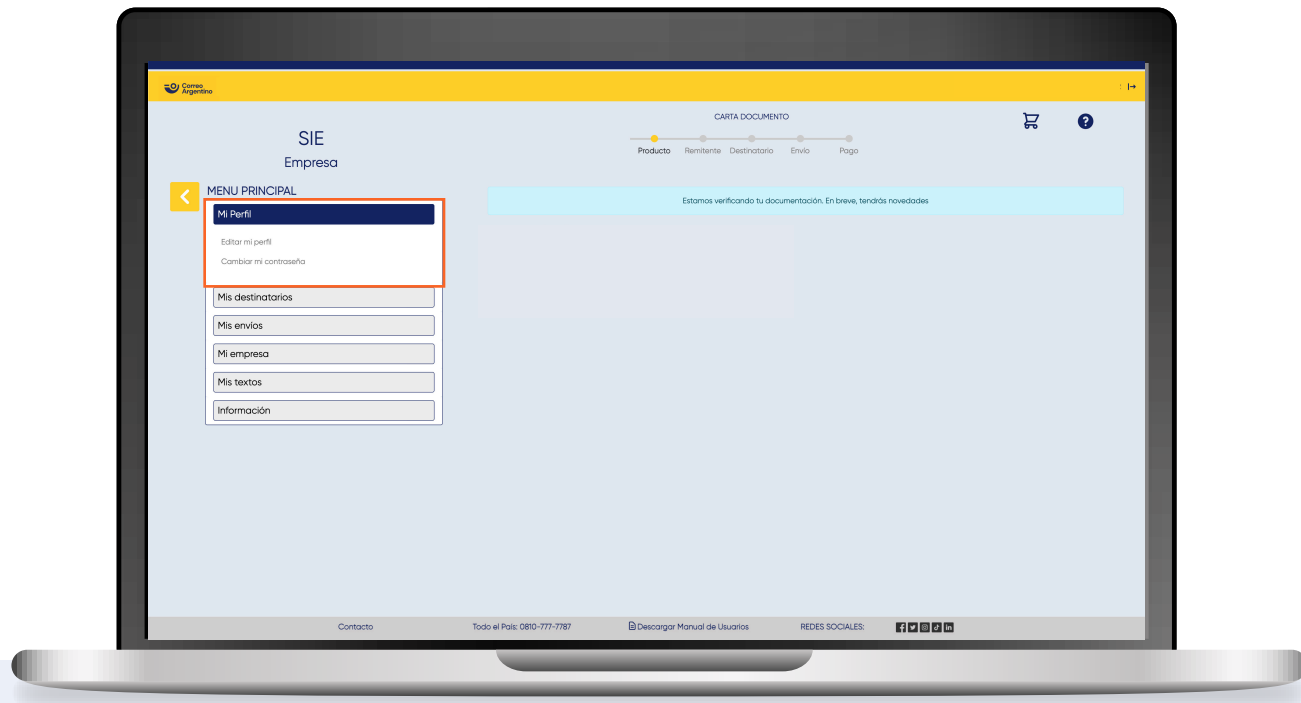 Correo
Argentino
CARTA DOCUMENTO
SIE
Empresa
Producto Remitente Destinatario Envío Pago
MENU PRINCIPAL
Mi Perfil
Estamos verificando tu documentación. En breve, tendrás novedades
Editar mi perfil
Cambiar mi contraseña
Mis destinatarios
Mis envíos
Mi empresa
Mis textos
Información
Contacto Todo el País: 0810-777-7787 Descargar Manual de Usuarios REDES SOCIALES: